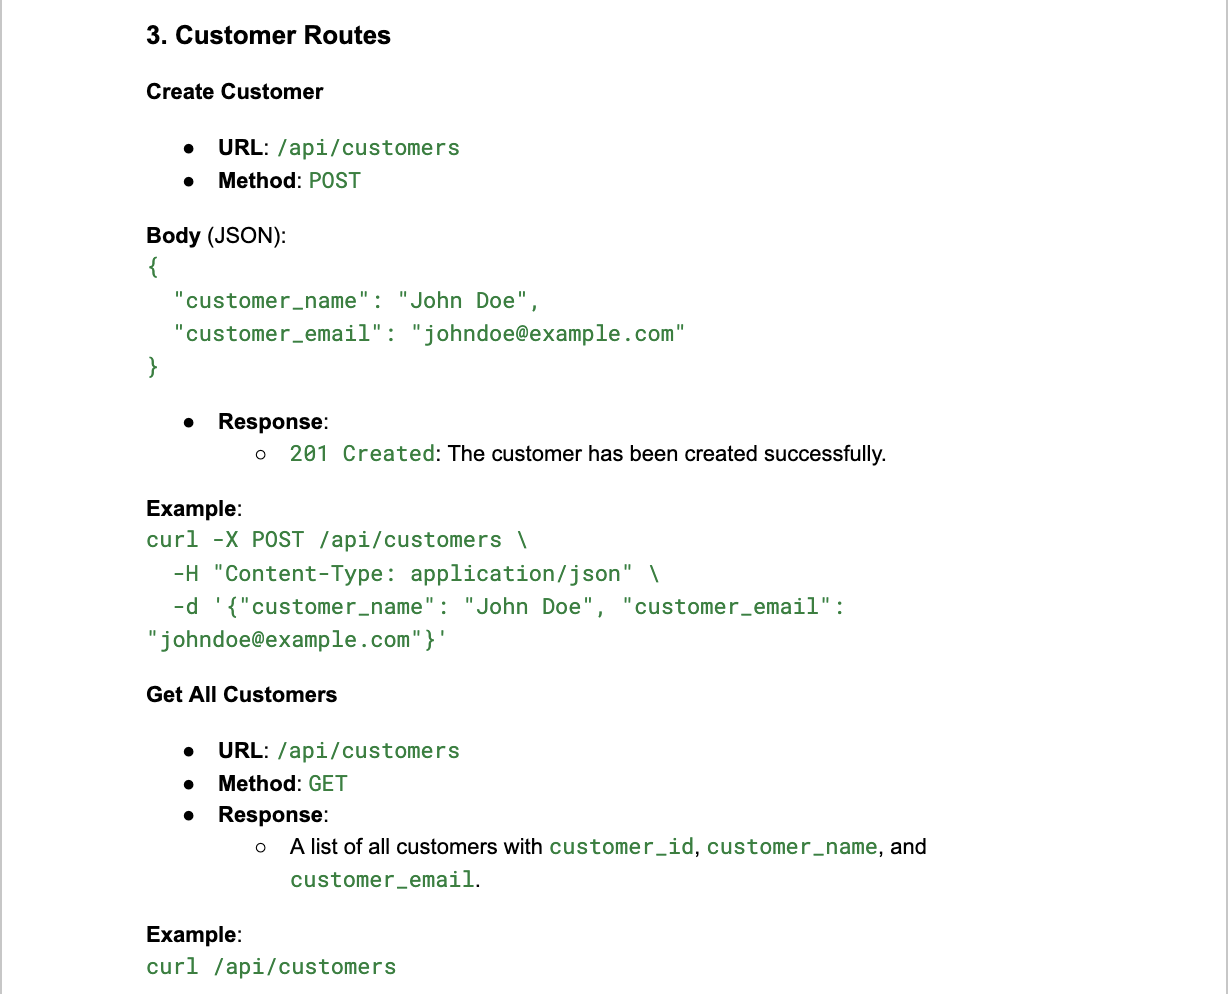 3. Customer Routes
Create Customer
● URL: /api/customers
● Method: POST
Body (JSON):
{
  "customer_name": "John Doe",
  "customer_email": "johndoe@example.com"
}
● Response:
○ 201 Created: The customer has been created successfully.
Example:
curl -X POST /api/customers \
  -H "Content-Type: application/json" \
  -d '{"customer_name": "John Doe", "customer_email":
"johndoe@example.com"}'
Get All Customers
● URL: /api/customers
● Method: GET
● Response:
○ A list of all customers with customer_id, customer_name, and
customer_email.
Example:
curl /api/customers